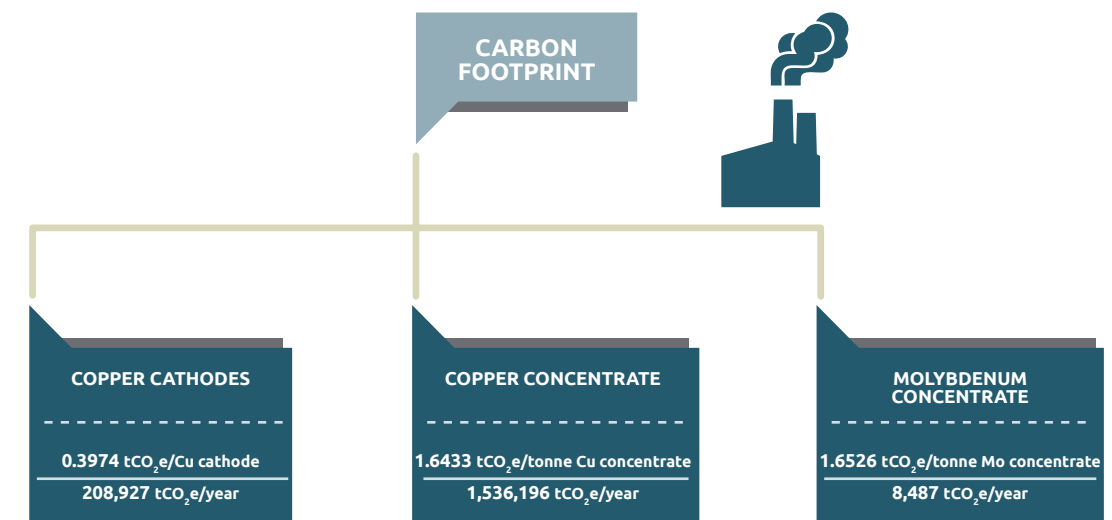 CARBON
FOOTPRINT
COPPER CATHODES
0.3974 tCO₂e/Cu cathode
208,927 tCO₂e/year
COPPER CONCENTRATE
1.6433 tCO₂e/tonne Cu concentrate
1,536,196 tCO₂e/year
MOLYBDENUM
CONCENTRATE
1.6526 tCO₂e/tonne Mo concentrate
8,487 tCO₂e/year